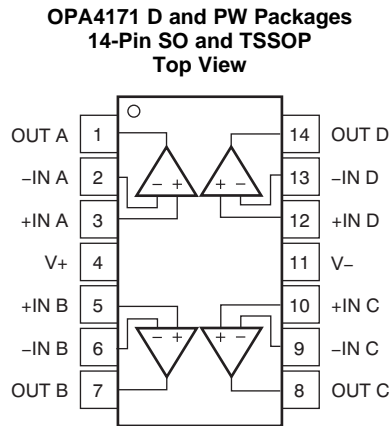 OPA4171 D and PW Packages
14-Pin SO and TSSOP
Top View
OUT A 1 14 OUT D
−IN A 2 13 −IN D
− + + −
+IN A 3 12 +IN D
V+ 4 11 V−
+IN B 5 10 +IN C
− + + −
−IN B 6 9 −IN C
OUT B 7 8 OUT C